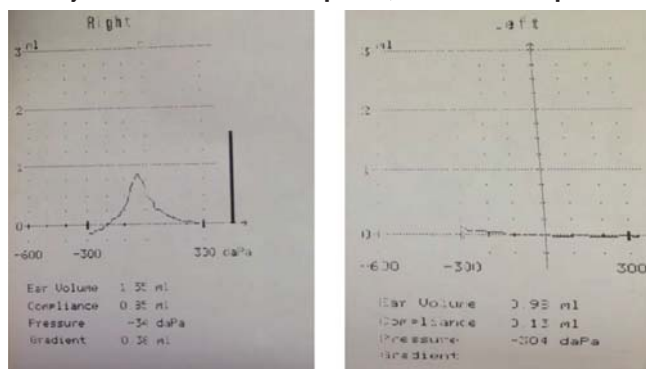 Right
3 ml
2
1
0
-600 -300 300 daPa
Ear Volume 1.55 ml
Compliance 0.85 ml
Pressure -34 daPa
Gradient 0.36 ml
Left
3 ml
2
1
-600 -300 300
Ear Volume 0.93 ml
Compliance 0.13 ml
Pressure -304 daPa
Gradient